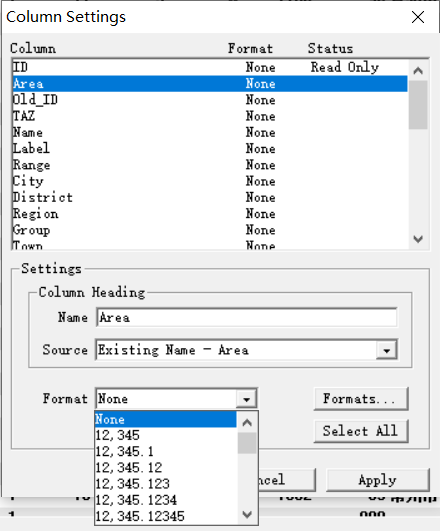 Column Settings
Column Format Status
ID None Read Only
Area None
Old_ID None
TAZ None
Name None
Label None
Range None
City None
District None
Region None
Group None
Town None
Settings
Column Heading
Name Area
Source Existing Name - Area
Format None Formats...
None
12,345
12,345.1
12,345.12
12,345.123
12,345.1234
12,345.12345
Select All
Apply